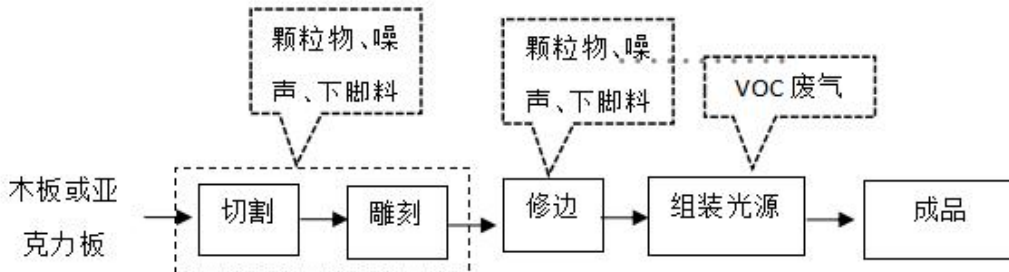 颗粒物、噪
声、下脚料
颗粒物、噪
声、下脚料
VOC 废气
木板或亚
克力板
切割
雕刻
修边
组装光源
成品